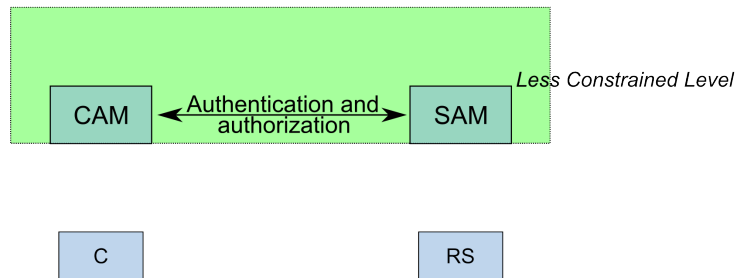 Less Constrained Level
CAM
Authentication and
authorization
SAM
C
RS